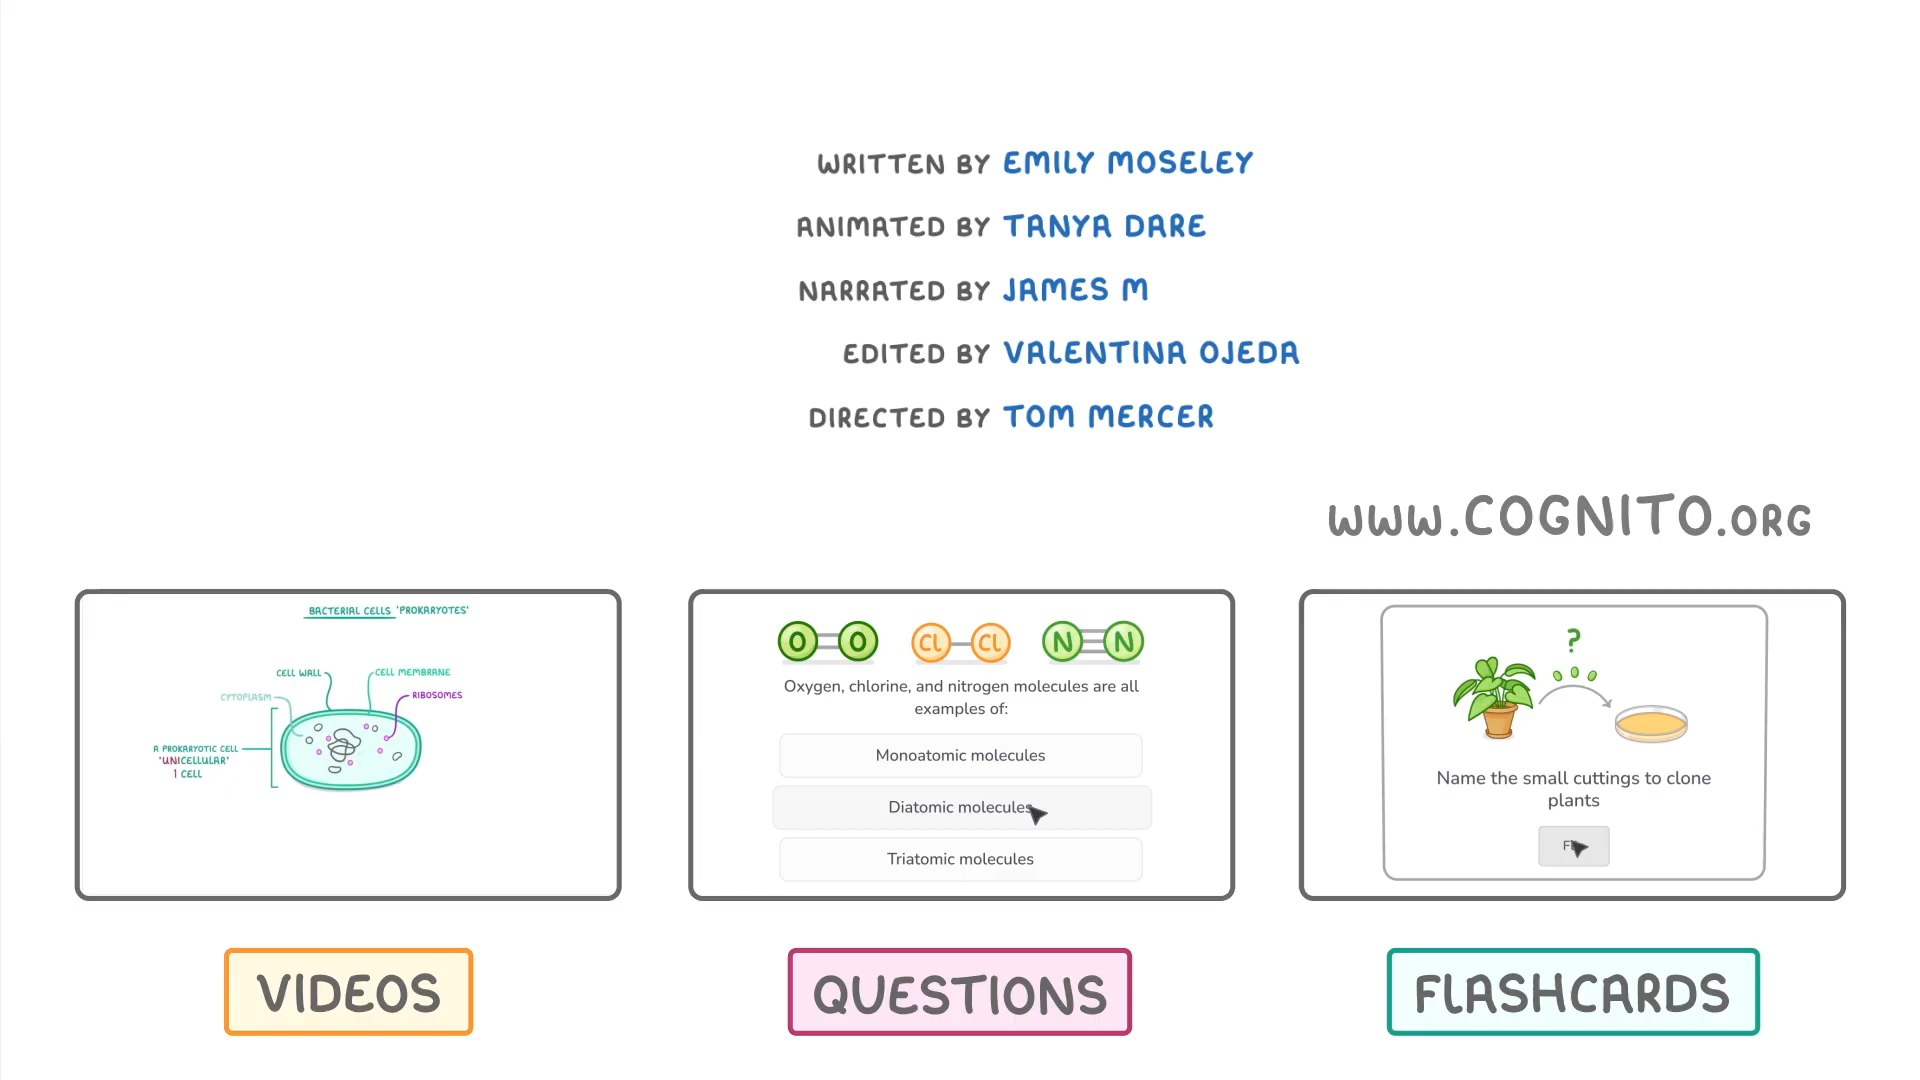 WRITTEN BY EMILY MOSELEY
ANIMATED BY TANYA DARE
NARRATED BY JAMES M
EDITED BY VALENTINA OJEDA
DIRECTED BY TOM MERCER
WWW.COGNITO.ORG
BACTERIAL CELLS 'PROKARYOTES'
CELL WALL
CELL MEMBRANE
CYTOPLASM
RIBOSOMES
A PROKARYOTIC CELL
'UNICELLULAR'
1 CELL
O O Cl Cl N N
Oxygen, chlorine, and nitrogen molecules are all
examples of:
Monoatomic molecules
Diatomic molecules
Triatomic molecules
?
Name the small cuttings to clone
plants
VIDEOS
QUESTIONS
FLASHCARDS